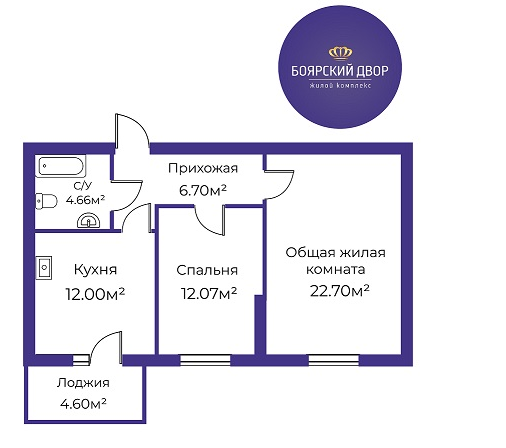 БОЯРСКИЙ ДВОР
жилой комплекс
Прихожая
6.70м²
С/У
4.66м²
Общая жилая
комната
22.70м²
Кухня
12.00м²
Спальня
12.07м²
Лоджия
4.60м²